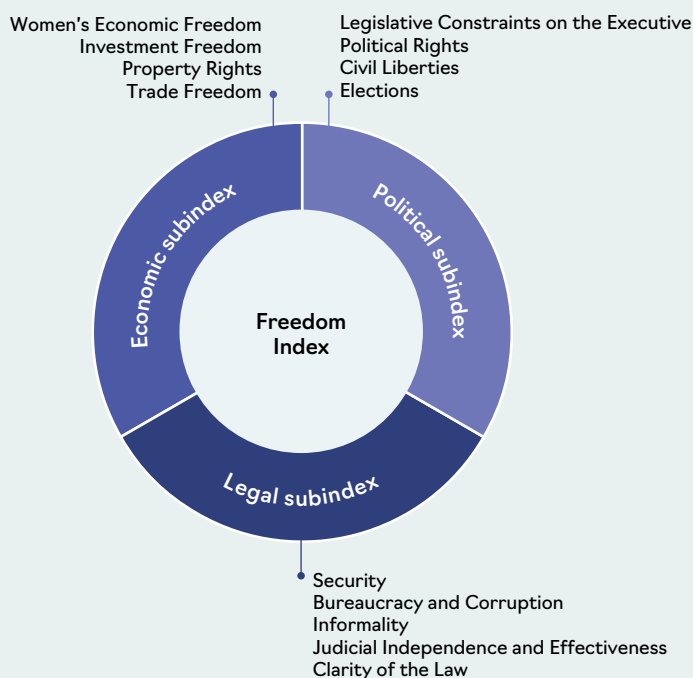 Women's Economic Freedom
Investment Freedom
Property Rights
Trade Freedom
Legislative Constraints on the Executive
Political Rights
Civil Liberties
Elections
Economic subindex
Political subindex
Freedom
Index
Legal subindex
Security
Bureaucracy and Corruption
Informality
Judicial Independence and Effectiveness
Clarity of the Law